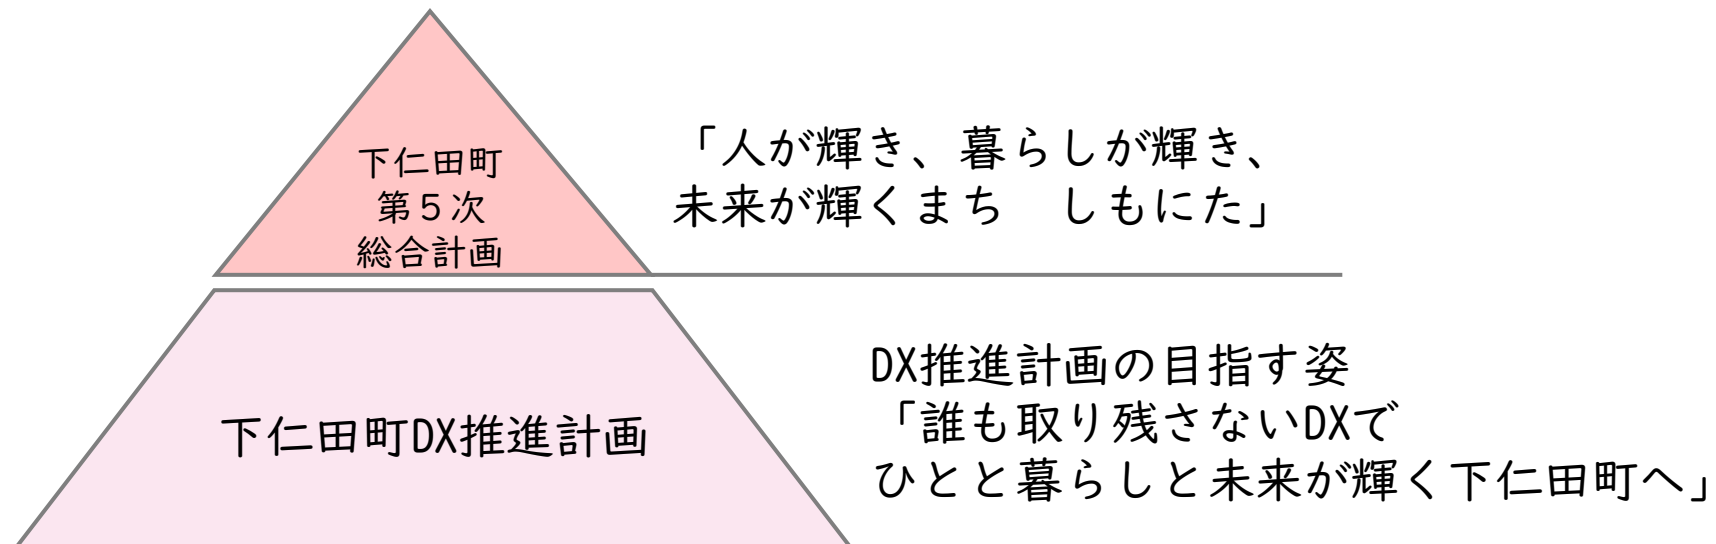 下仁田町
第５次
総合計画
「人が輝き、暮らしが輝き、
未来が輝くまち　しもにた」
下仁田町DX推進計画
DX推進計画の目指す姿
「誰も取り残さないDXで
ひとと暮らしと未来が輝く下仁田町へ」